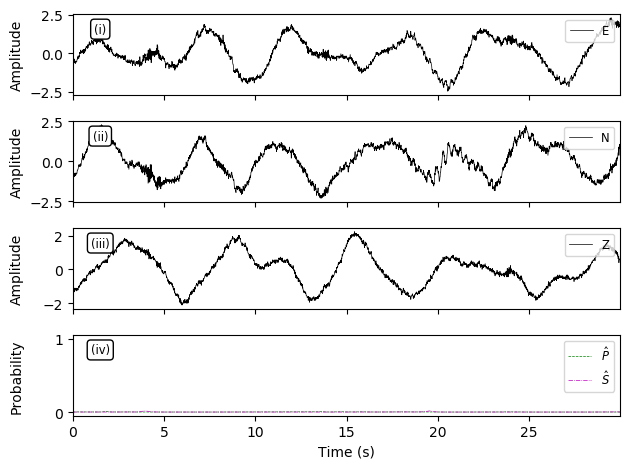 2.5
0.0
−2.5
Amplitude
(i)
E
2.5
0.0
−2.5
Amplitude
(ii)
N
2
0
−2
Amplitude
(iii)
Z
1
0
Probability
(iv)
P̂
Ŝ
0 5 10 15 20 25
Time (s)